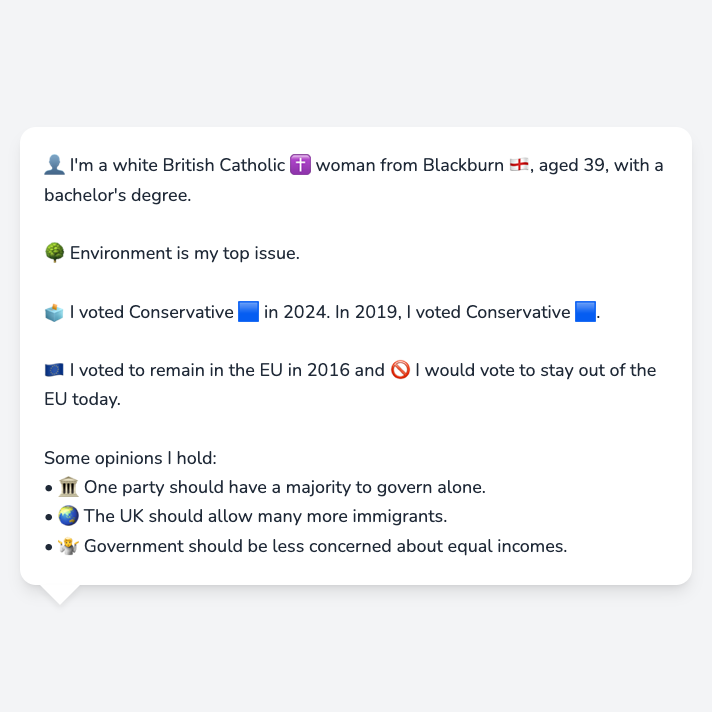 👤 I'm a white British Catholic ✝️ woman from Blackburn 🏴󠁧󠁢󠁥󠁮󠁧󠁿, aged 39, with a
bachelor's degree.
🌳 Environment is my top issue.
🗳️ I voted Conservative 🟦 in 2024. In 2019, I voted Conservative 🟦.
🇪🇺 I voted to remain in the EU in 2016 and 🚫 I would vote to stay out of the
EU today.
Some opinions I hold:
• 🏛️ One party should have a majority to govern alone.
• 🌏 The UK should allow many more immigrants.
• 🤷 Government should be less concerned about equal incomes.